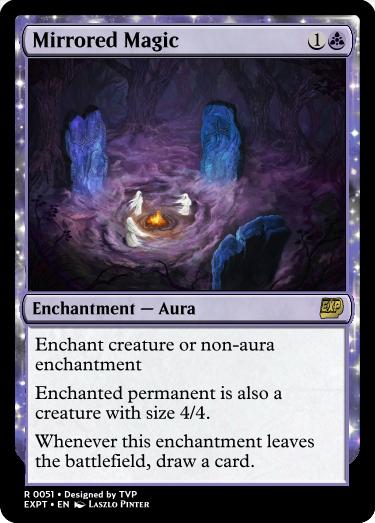 Mirrored Magic 1
Enchantment — Aura EXP
Enchant creature or non-aura
enchantment
Enchanted permanent is also a
creature with size 4/4.
Whenever this enchantment leaves
the battlefield, draw a card.
R 0051 • Designed by TVP
EXPT • EN Laszlo Pinter